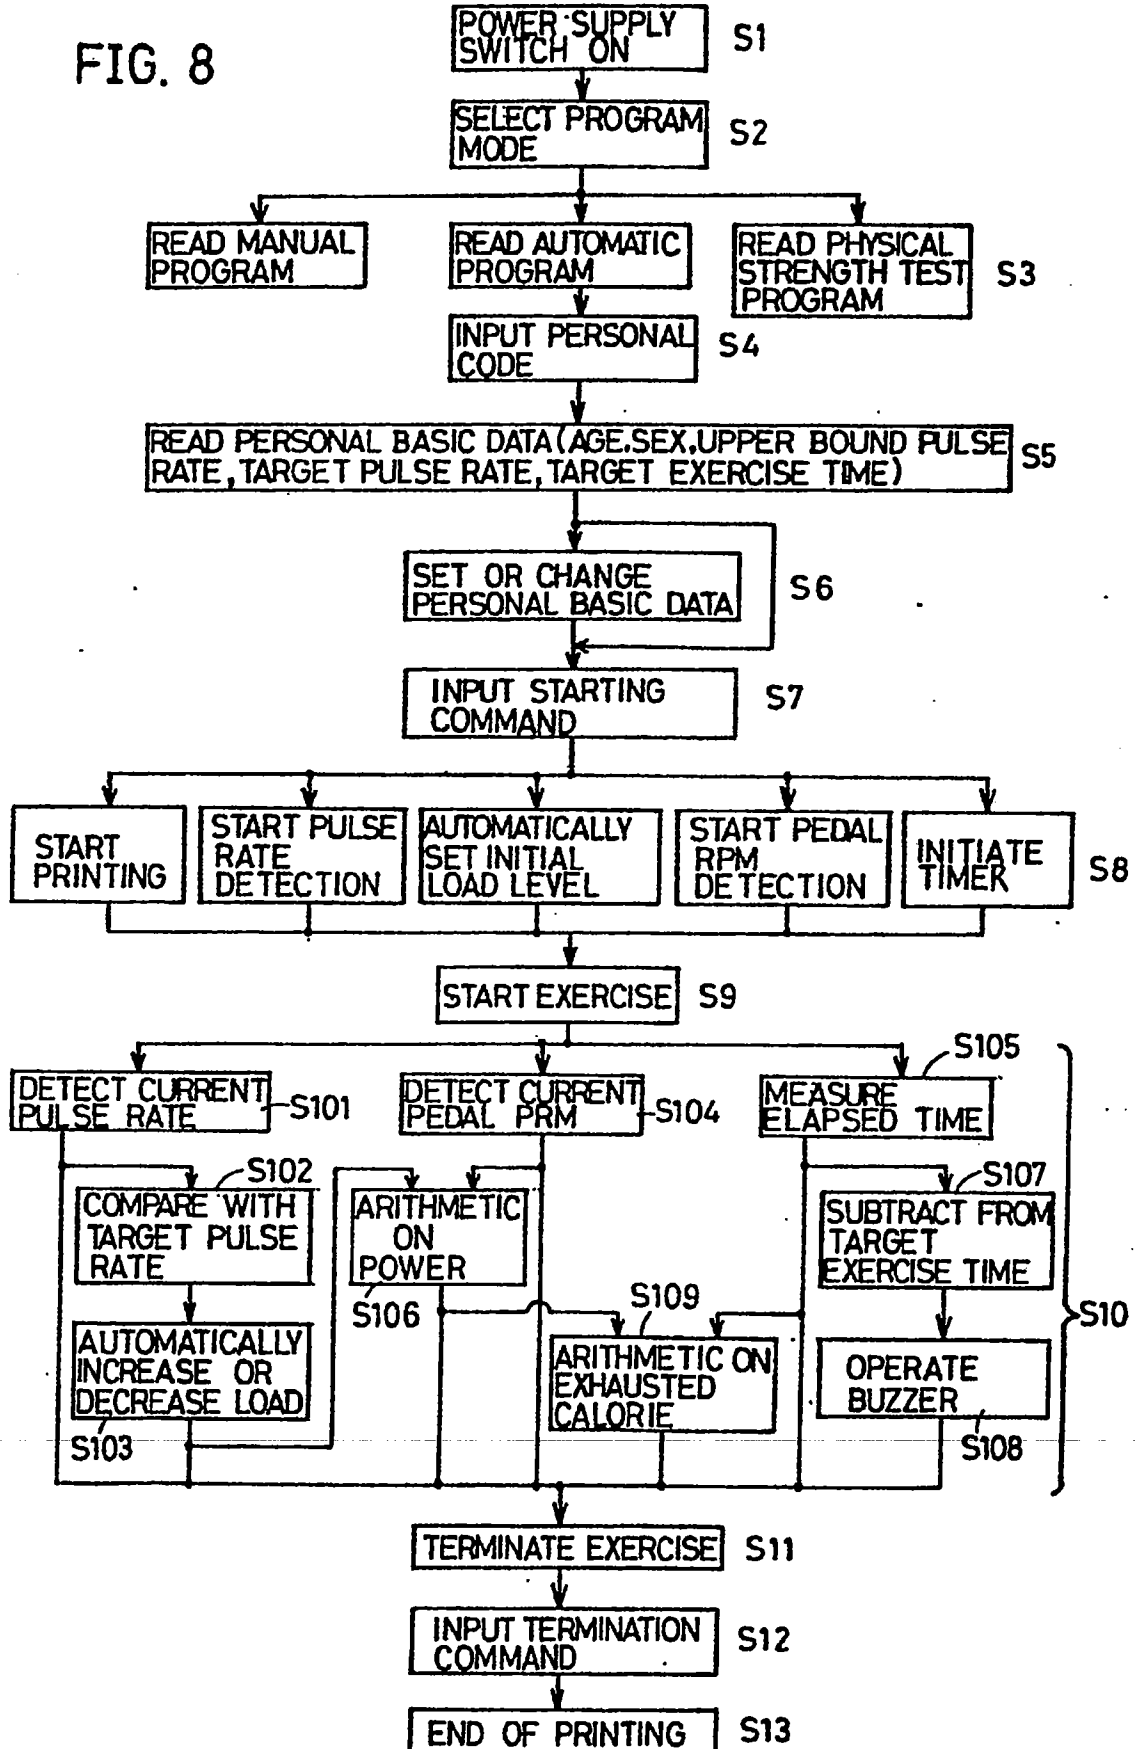 FIG. 8
POWER SUPPLY
SWITCH ON
S1
SELECT PROGRAM
MODE
S2
READ MANUAL
PROGRAM
READ AUTOMATIC
PROGRAM
READ PHYSICAL
STRENGTH TEST
PROGRAM
S3
INPUT PERSONAL
CODE
S4
READ PERSONAL BASIC DATA (AGE.SEX,UPPER BOUND PULSE
RATE, TARGET PULSE RATE, TARGET EXERCISE TIME)
S5
SET OR CHANGE
PERSONAL BASIC DATA
S6
INPUT STARTING
COMMAND
S7
START
PRINTING
START PULSE
RATE
DETECTION
AUTOMATICALLY
SET INITIAL
LOAD LEVEL
START PEDAL
RPM
DETECTION
INITIATE
TIMER
S8
START EXERCISE
S9
DETECT CURRENT
PULSE RATE
S101
DETECT CURRENT
PEDAL PRM
S104
S105
MEASURE
ELAPSED TIME
S102
COMPARE WITH
TARGET PULSE
RATE
ARITHMETIC
ON
POWER
S106
S107
SUBTRACT FROM
TARGET
EXERCISE TIME
S109
ARITHMETIC ON
EXHAUSTED
CALORIE
S10
AUTOMATICALLY
INCREASE OR
DECREASE LOAD
S103
OPERATE
BUZZER
S108
TERMINATE EXERCISE
S11
INPUT TERMINATION
COMMAND
S12
END OF PRINTING
S13